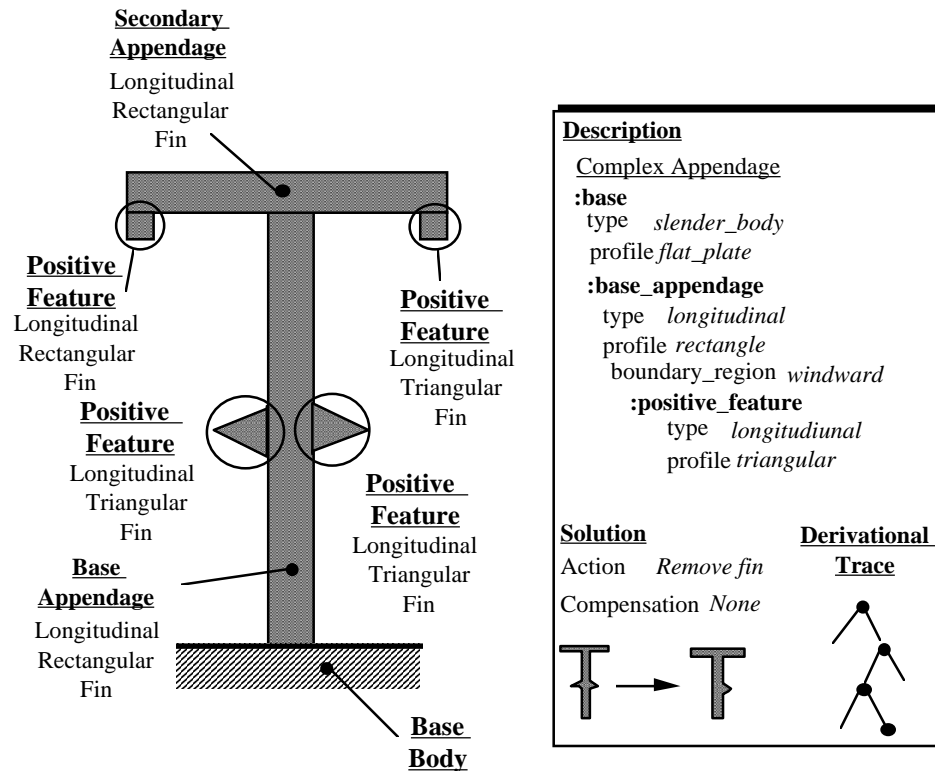 Secondary
Appendage
Longitudinal
Rectangular
Fin
Positive
Feature
Longitudinal
Rectangular
Fin
Positive
Feature
Longitudinal
Triangular
Fin
Positive
Feature
Longitudinal
Triangular
Fin
Positive
Feature
Longitudinal
Triangular
Fin
Base
Appendage
Longitudinal
Rectangular
Fin
Base
Body
Description
Complex Appendage
:base
type slender_body
profile flat_plate
:base_appendage
type longitudinal
profile rectangle
boundary_region windward
:positive_feature
type longitudiunal
profile triangular
Solution
Action Remove fin
Compensation None
Derivational
Trace